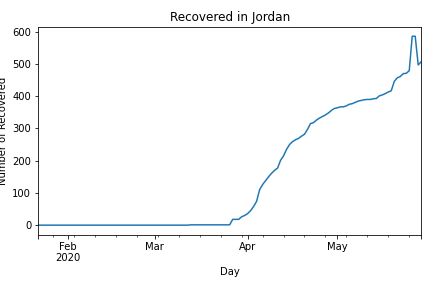 Recovered in Jordan
600
500
400
300
200
100
0
Number of Recovered
Feb
2020
Mar
Apr
May
Day